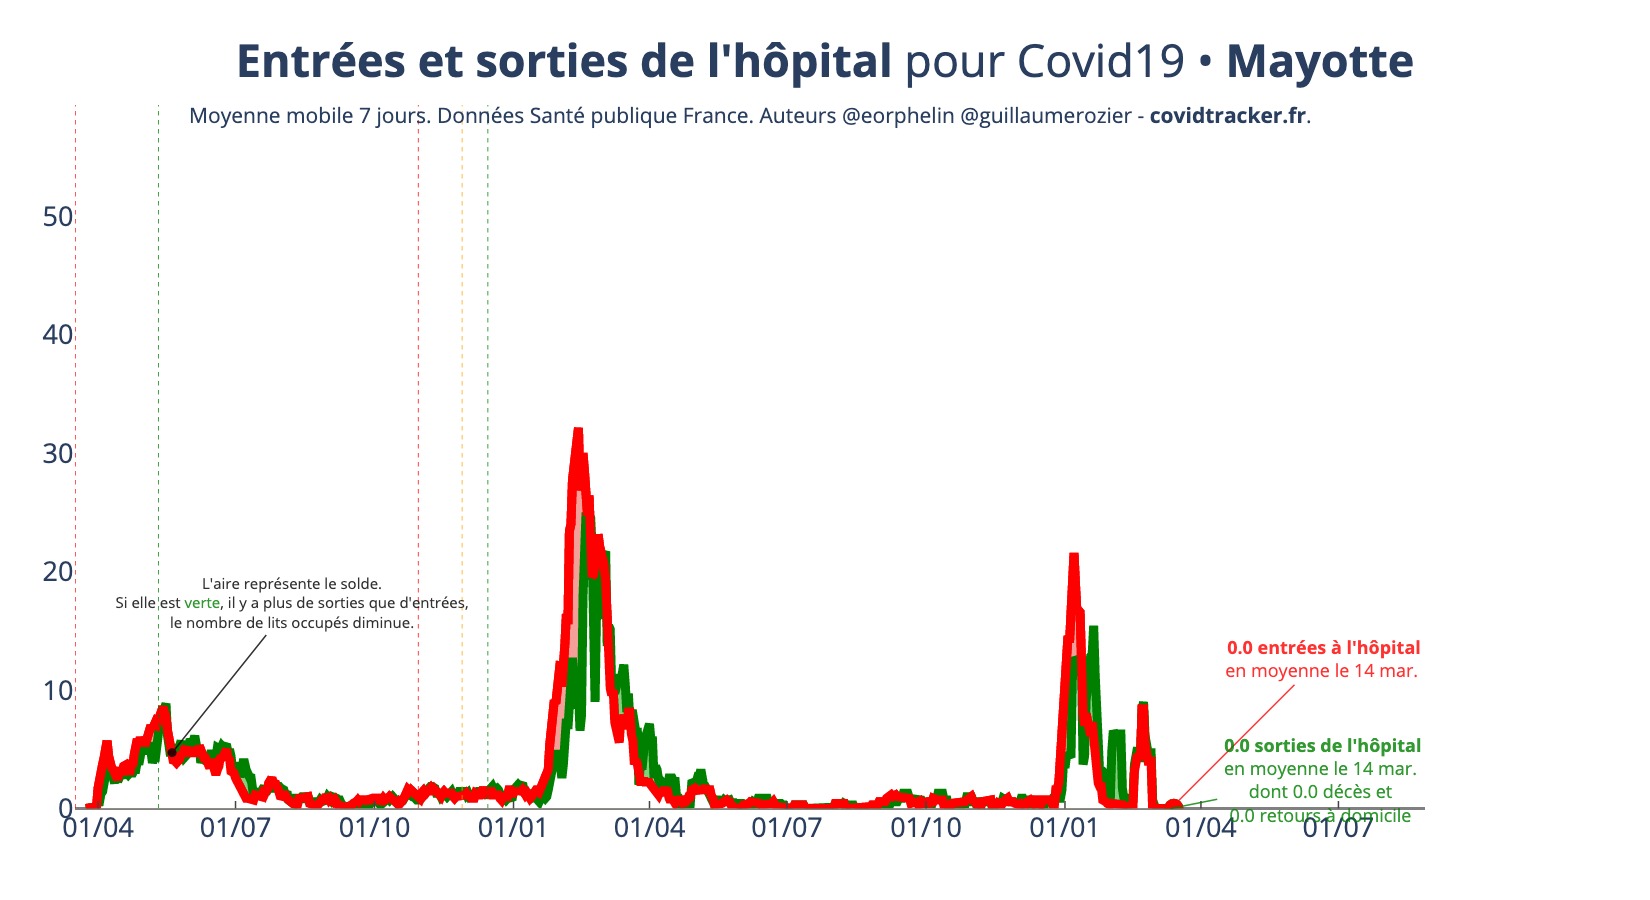 Entrées et sorties de l'hôpital pour Covid19 • Mayotte
Moyenne mobile 7 jours. Données Santé publique France. Auteurs @eorphelin @guillaumerozier - covidtracker.fr.
50
40
30
20
10
0
L'aire représente le solde.
Si elle est verte, il y a plus de sorties que d'entrées,
le nombre de lits occupés diminue.
0.0 entrées à l'hôpital
en moyenne le 14 mar.
0.0 sorties de l'hôpital
en moyenne le 14 mar.
dont 0.0 décès et
0.0 retours à domicile
01/04 01/07 01/10 01/01 01/04 01/07 01/10 01/01 01/04 01/07